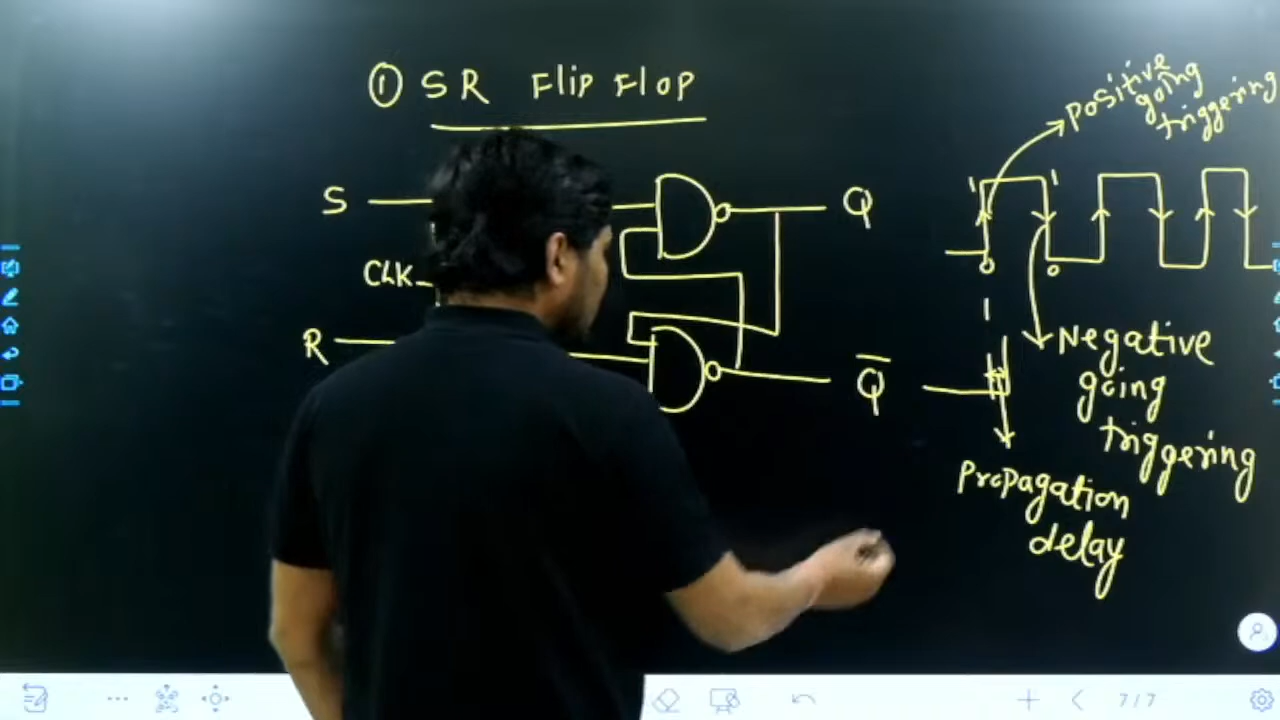 ① SR Flip Flop
S
CLK
R
Q
Q̅
Positive
going
triggering
1
1
0
0
Negative
going
triggering
Propagation
delay
7/7